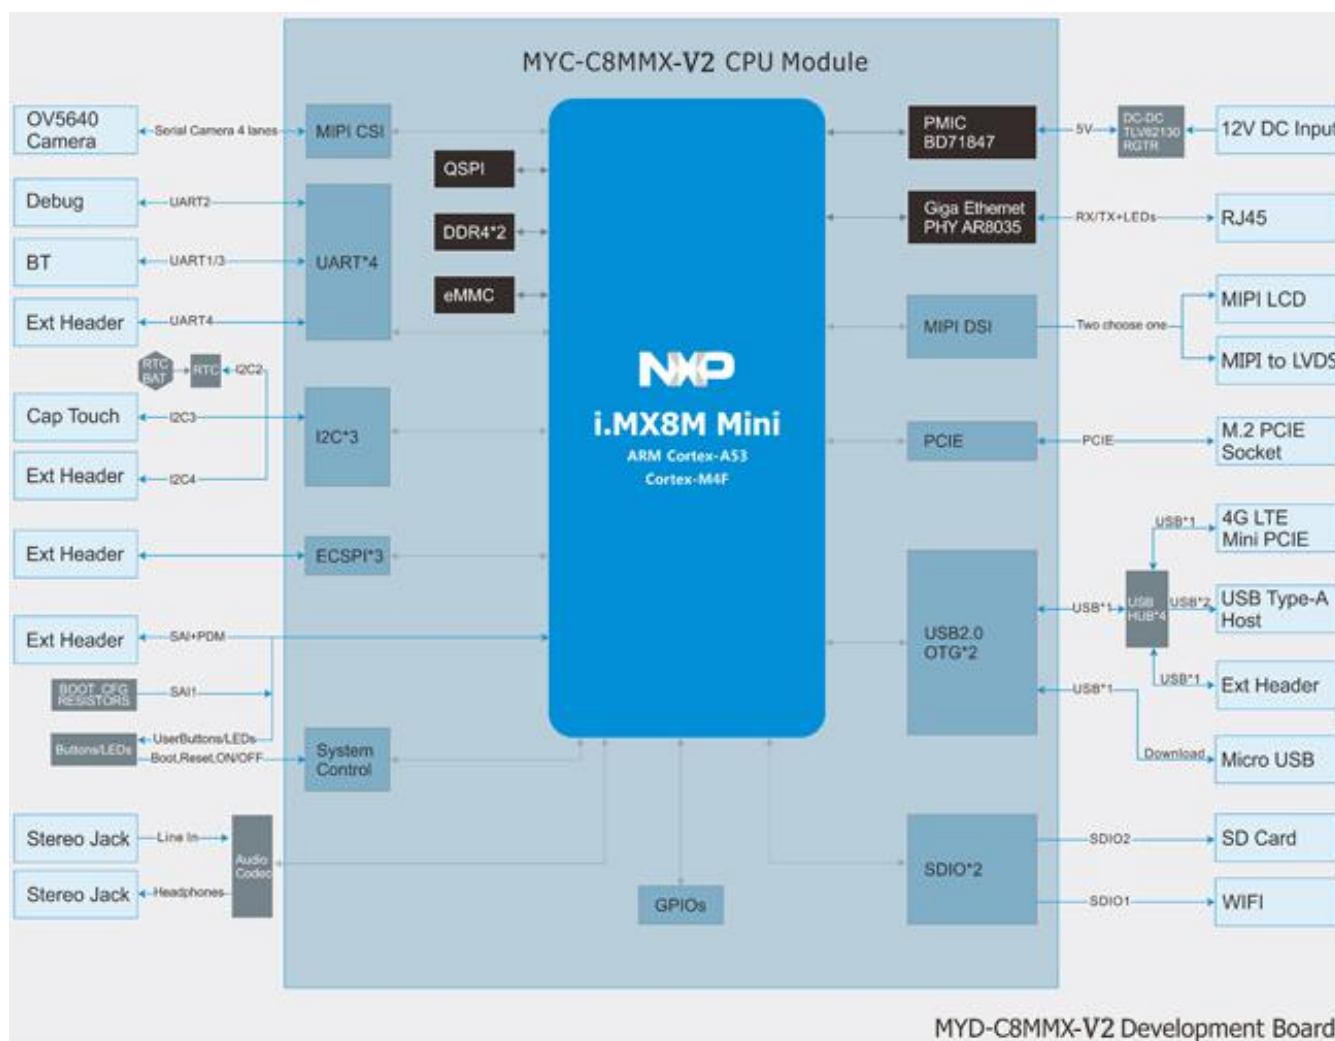 MYC-C8MMX-V2 CPU Module
OV5640
Camera
Serial Camera 4 lanes
MIPI CSI
Debug
UART2
BT
UART1/3
UART*4
Ext Header
UART4
RTC
BAT
RTC
I2C2
Cap Touch
I2C3
I2C*3
Ext Header
I2C4
Ext Header
ECSPI*3
Ext Header
SAI+PDM
BOOT_CFG
RESISTORS
SAI1
Buttons/LEDs
UserButtons/LEDs
Boot,Reset,ON/OFF
System
Control
Stereo Jack
Line In
Audio
Codec
Stereo Jack
Headphones
QSPI
DDR4*2
eMMC
NXP
i.MX8M Mini
ARM Cortex-A53
Cortex-M4F
GPIOs
PMIC
BD71847
5V
DC-DC
TLV62130
RGTR
12V DC Input
Giga Ethernet
PHY AR8035
RX/TX+LEDs
RJ45
MIPI DSI
Two choose one
MIPI LCD
MIPI to LVDS
PCIE
PCIE
M.2 PCIE
Socket
USB2.0
OTG*2
USB*1
USB
HUB*4
USB*1
4G LTE
Mini PCIE
USB*2
USB Type-A
Host
USB*1
Ext Header
USB*1
Download
Micro USB
SDIO*2
SDIO2
SD Card
SDIO1
WIFI
MYD-C8MMX-V2 Development Board